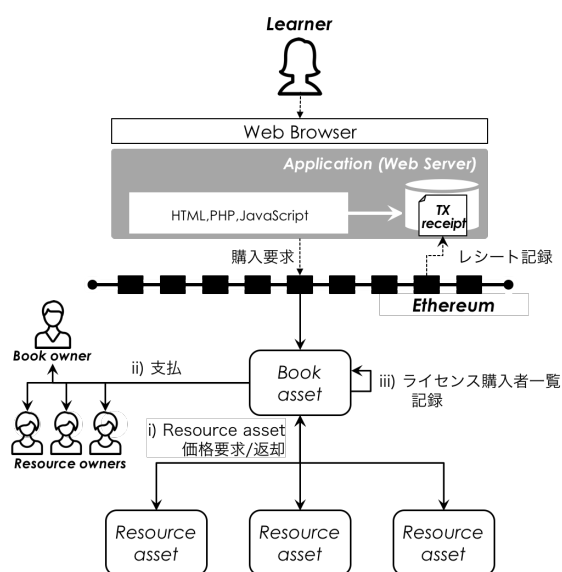 Learner
Web Browser
Application (Web Server)
HTML,PHP,JavaScript
TX
receipt
購入要求
レシート記録
Ethereum
Book owner
ii) 支払
Book
asset
iii) ライセンス購入者一覧
記録
Resource owners
i) Resource asset
価格要求/返却
Resource
asset
Resource
asset
Resource
asset